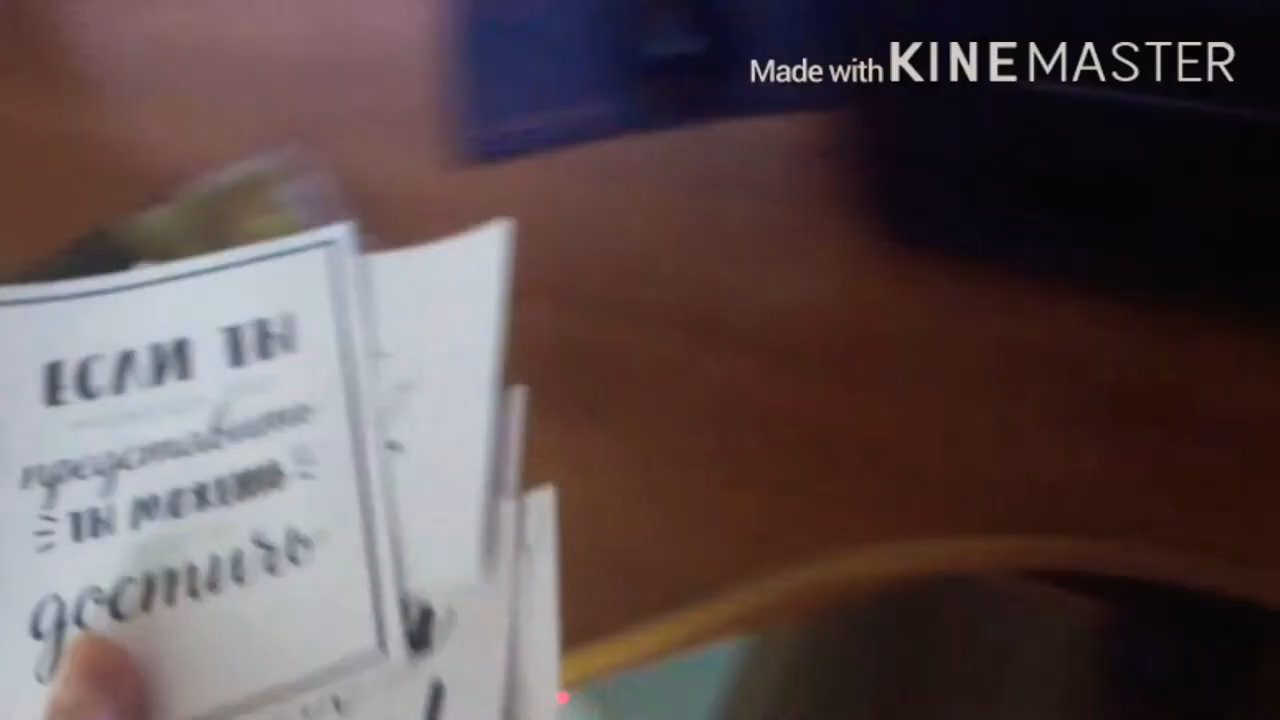 Made with KINEMASTER
ЕСЛИ ТЫ
представить
ТЫ МОЖЕШЬ
достичь